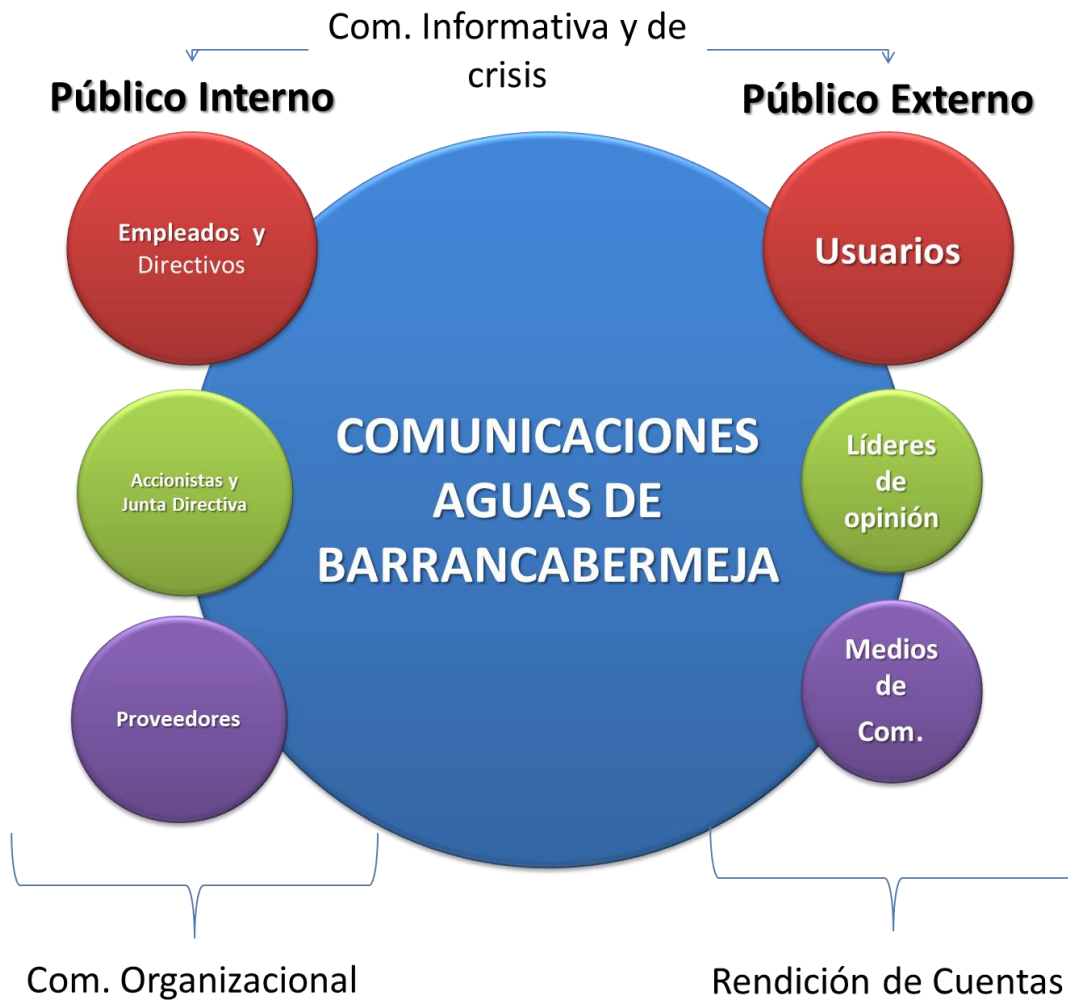 Com. Informativa y de
crisis
Público Interno
Público Externo
Empleados y
Directivos
Usuarios
COMUNICACIONES
AGUAS DE
BARRANCABERMEJA
Accionistas y
Junta Directiva
Líderes
de
opinión
Proveedores
Medios
de
Com.
Com. Organizacional
Rendición de Cuentas